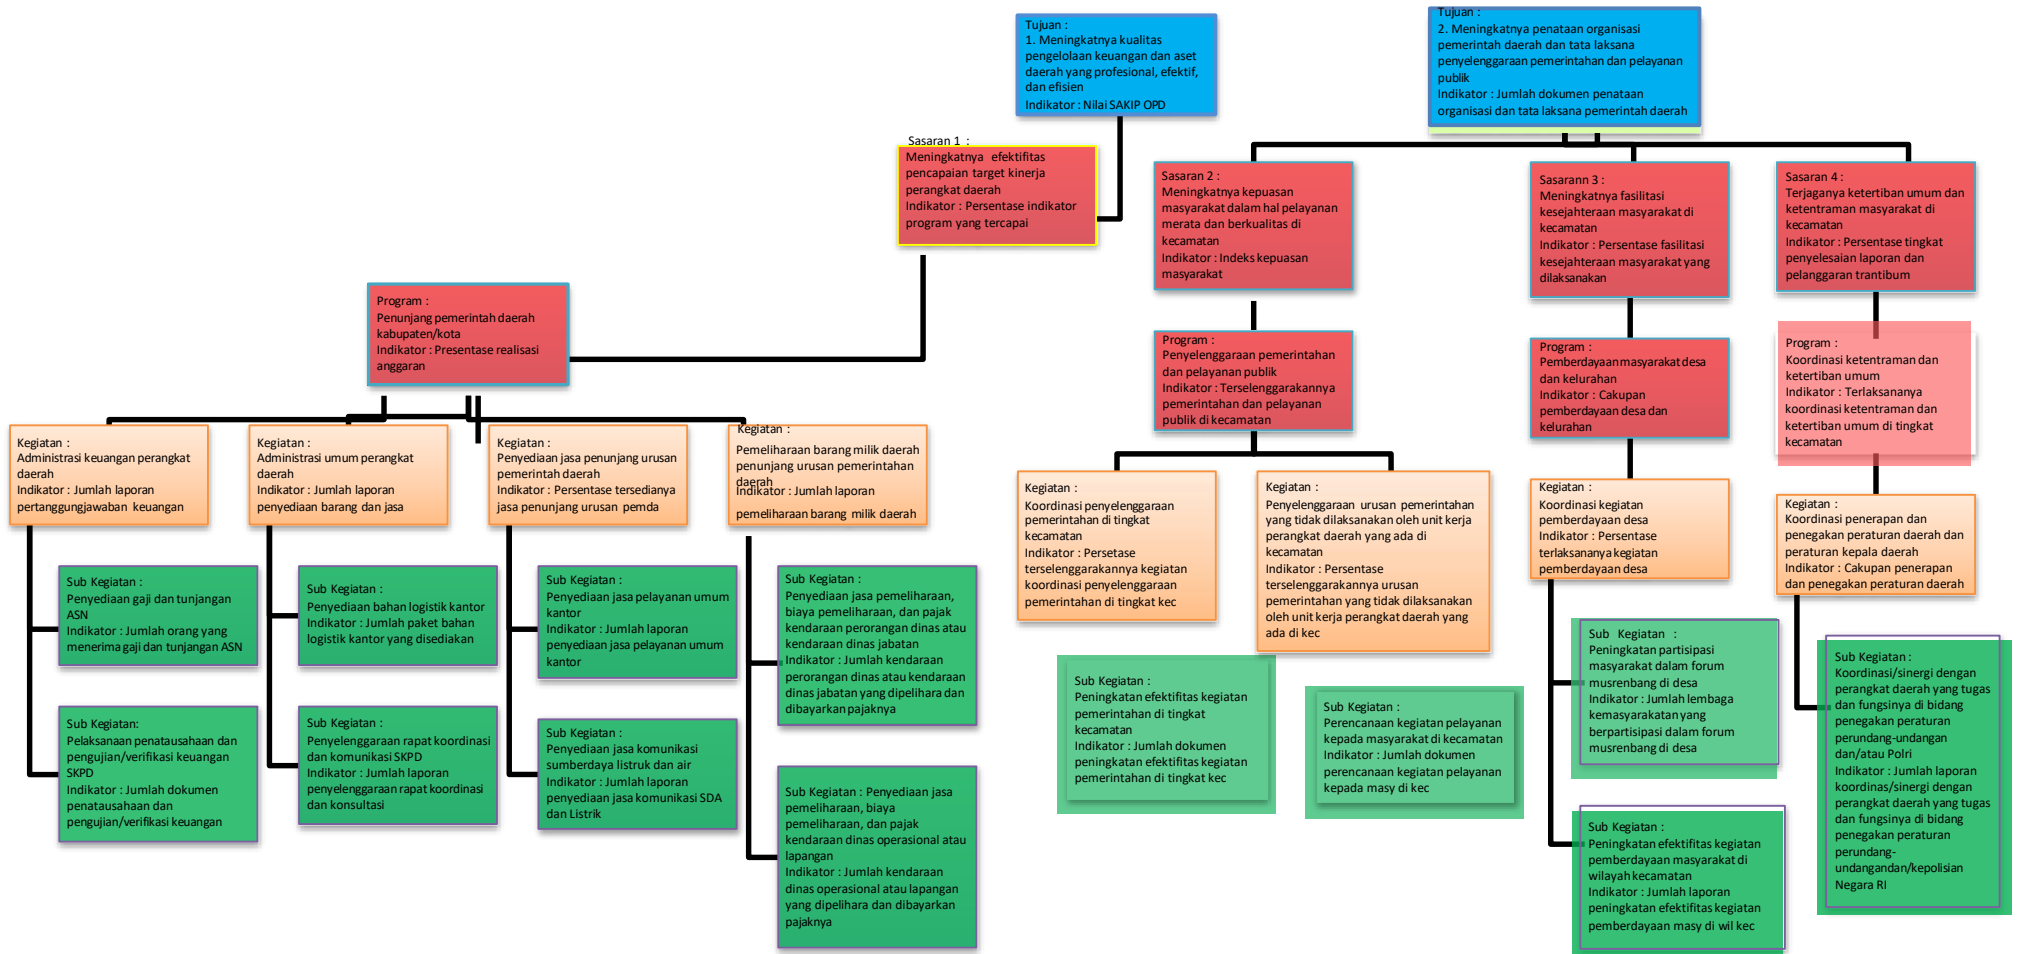 Tujuan :
1. Meningkatnya kualitas
pengelolaan keuangan dan aset
daerah yang profesional, efektif,
dan efisien
Indikator : Nilai SAKIP OPD
Tujuan :
2. Meningkatnya penataan organisasi
pemerintah daerah dan tata laksana
penyelenggaraan pemerintahan dan pelayanan
publik
Indikator : Jumlah dokumen penataan
organisasi dan tata laksana pemerintah daerah
Sasaran 1 :
Meningkatnya efektifitas
pencapaian target kinerja
perangkat daerah
Indikator : Persentase indikator
program yang tercapai
Sasaran 2 :
Meningkatnya kepuasan
masyarakat dalam hal pelayanan
merata dan berkualitas di
kecamatan
Indikator : Indeks kepuasan
masyarakat
Sasarann 3 :
Meningkatnya fasilitasi
kesejahteraan masyarakat di
kecamatan
Indikator : Persentase fasilitasi
kesejahteraan masyarakat yang
dilaksanakan
Sasaran 4 :
Terjaganya ketertiban umum dan
ketentraman masyarakat di
kecamatan
Indikator : Persentase tingkat
penyelesaian laporan dan
pelanggaran trantibum
Program :
Penunjang pemerintah daerah
kabupaten/kota
Indikator : Presentase realisasi
anggaran
Program :
Penyelenggaraan pemerintahan
dan pelayanan publik
Indikator : Terselenggarakannya
pemerintahan dan pelayanan
publik di kecamatan
Program :
Pemberdayaan masyarakat desa
dan kelurahan
Indikator : Cakupan
pemberdayaan desa dan
kelurahan
Program :
Koordinasi ketentraman dan
ketertiban umum
Indikator : Terlaksananya
koordinasi ketentraman dan
ketertiban umum di tingkat
kecamatan
Kegiatan :
Administrasi keuangan perangkat
daerah
Indikator : Jumlah laporan
pertanggungjawaban keuangan
Kegiatan :
Administrasi umum perangkat
daerah
Indikator : Jumlah laporan
penyediaan barang dan jasa
Kegiatan :
Penyediaan jasa penunjang urusan
pemerintah daerah
Indikator : Persentase tersedianya
jasa penunjang urusan pemda
Kegiatan :
Pemeliharaan barang milik daerah
penunjang urusan pemerintahan
daerah
Indikator : Jumlah laporan
pemeliharaan barang milik daerah
Kegiatan :
Koordinasi penyelenggaraan
pemerintahan di tingkat
kecamatan
Indikator : Persetase
terselenggarakannya kegiatan
koordinasi penyelenggaraan
pemerintahan di tingkat kec
Kegiatan :
Penyelenggaraan urusan pemerintahan
yang tidak dilaksanakan oleh unit kerja
perangkat daerah yang ada di
kecamatan
Indikator : Persentase
terselenggarakannya urusan
pemerintahan yang tidak dilaksanakan
oleh unit kerja perangkat daerah yang
ada di kec
Kegiatan :
Koordinasi kegiatan
pemberdayaan desa
Indikator : Persentase
terlaksananya kegiatan
pemberdayaan desa
Kegiatan :
Koordinasi penerapan dan
penegakan peraturan daerah dan
peraturan kepala daerah
Indikator : Cakupan penerapan
dan penegakan peraturan daerah
Sub Kegiatan :
Penyediaan gaji dan tunjangan
ASN
Indikator : Jumlah orang yang
menerima gaji dan tunjangan ASN
Sub Kegiatan :
Penyediaan bahan logistik kantor
Indikator : Jumlah paket bahan
logistik kantor yang disediakan
Sub Kegiatan :
Penyediaan jasa pelayanan umum
kantor
Indikator : Jumlah laporan
penyediaan jasa pelayanan umum
kantor
Sub Kegiatan :
Penyediaan jasa pemeliharaan,
biaya pemeliharaan, dan pajak
kendaraan perorangan dinas atau
kendaraan dinas jabatan
Indikator : Jumlah kendaraan
perorangan dinas atau kendaraan
dinas jabatan yang dipelihara dan
dibayarkan pajaknya
Sub Kegiatan:
Pelaksanaan penatausahaan dan
pengujian/verifikasi keuangan
SKPD
Indikator : Jumlah dokumen
penatausahaan dan
pengujian/verifikasi keuangan
Sub Kegiatan :
Penyelenggaraan rapat koordinasi
dan komunikasi SKPD
Indikator : Jumlah laporan
penyelenggaraan rapat koordinasi
dan konsultasi
Sub Kegiatan :
Penyediaan jasa komunikasi
sumberdaya listruk dan air
Indikator : Jumlah laporan
penyediaan jasa komunikasi SDA
dan Listrik
Sub Kegiatan : Penyediaan jasa
pemeliharaan, biaya
pemeliharaan, dan pajak
kendaraan dinas operasional atau
lapangan
Indikator : Jumlah kendaraan
dinas operasional atau lapangan
yang dipelihara dan dibayarkan
pajaknya
Sub Kegiatan :
Peningkatan efektifitas kegiatan
pemerintahan di tingkat
kecamatan
Indikator : Jumlah dokumen
peningkatan efektifitas kegiatan
pemerintahan di tingkat kec
Sub Kegiatan :
Perencanaan kegiatan pelayanan
kepada masyarakat di kecamatan
Indikator : Jumlah dokumen
perencanaan kegiatan pelayanan
kepada masy di kec
Sub Kegiatan :
Peningkatan partisipasi
masyarakat dalam forum
musrenbang di desa
Indikator : Jumlah lembaga
kemasyarakatan yang
berpartisipasi dalam forum
musrenbang di desa
Sub Kegiatan :
Peningkatan efektifitas kegiatan
pemberdayaan masyarakat di
wilayah kecamatan
Indikator : Jumlah laporan
peningkatan efektifitas kegiatan
pemberdayaan masy di wil kec
Sub Kegiatan :
Koordinasi/sinergi dengan
perangkat daerah yang tugas
dan fungsinya di bidang
penegakan peraturan
perundang-undangan
dan/atau Polri
Indikator : Jumlah laporan
koordinas/sinergi dengan
perangkat daerah yang tugas
dan fungsinya di bidang
penegakan peraturan
perundang-
undangandan/kepolisian
Negara RI